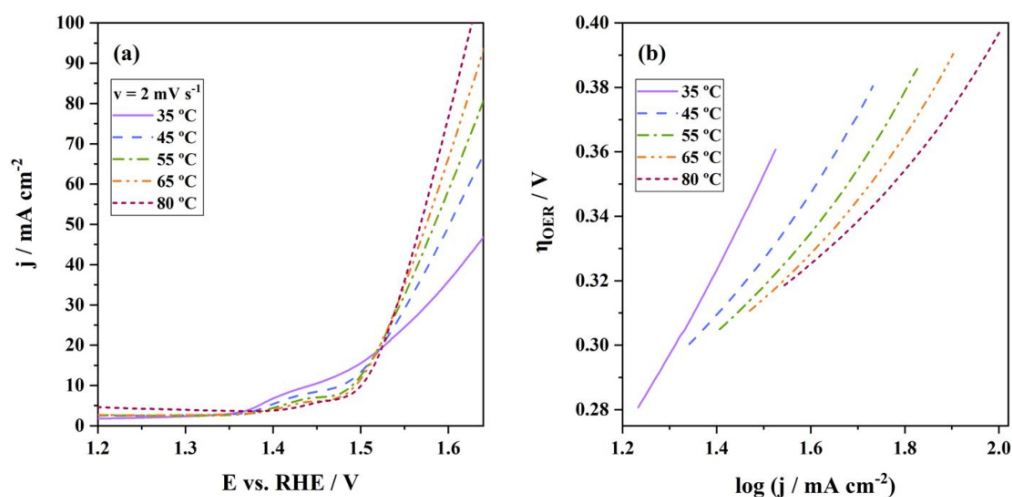 (a)
v = 2 mV s⁻¹
35 ºC
45 ºC
55 ºC
65 ºC
80 ºC
100
90
80
70
60
50
40
30
20
10
0
j / mA cm⁻²
1.2
1.3
1.4
1.5
1.6
E vs. RHE / V
(b)
35 ºC
45 ºC
55 ºC
65 ºC
80 ºC
0.40
0.38
0.36
0.34
0.32
0.30
0.28
η_OER / V
1.2
1.4
1.6
1.8
2.0
log (j / mA cm⁻²)